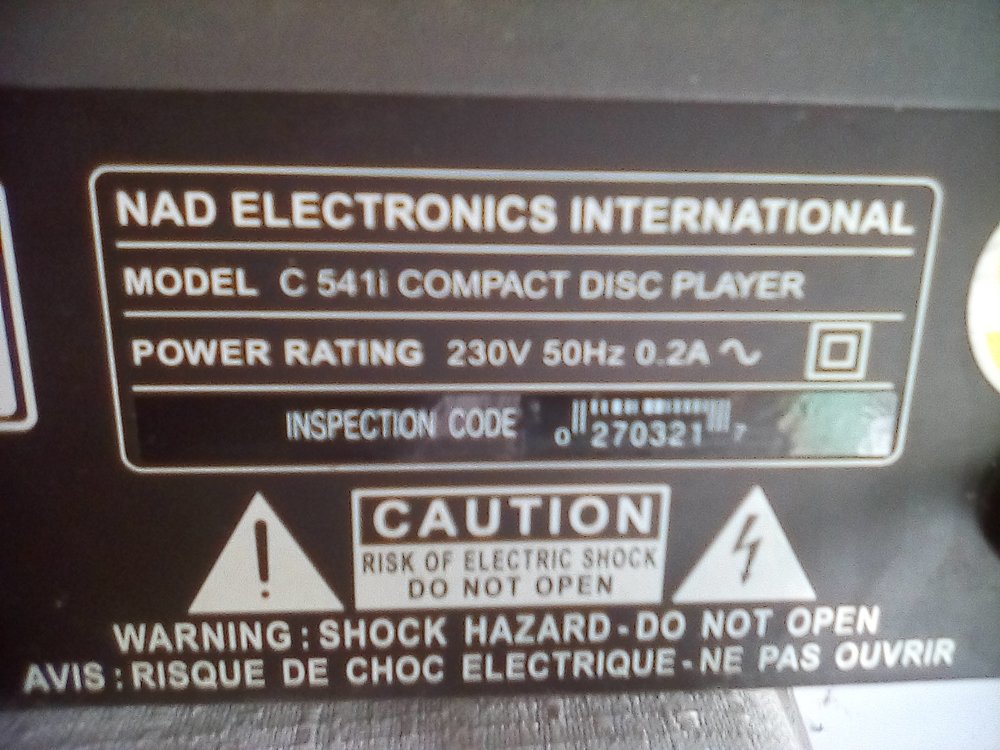 NAD ELECTRONICS INTERNATIONAL
MODEL C 541i COMPACT DISC PLAYER
POWER RATING 230V 50Hz 0.2A
INSPECTION CODE 0 270321 7
CAUTION
RISK OF ELECTRIC SHOCK
DO NOT OPEN
WARNING : SHOCK HAZARD - DO NOT OPEN
AVIS : RISQUE DE CHOC ELECTRIQUE - NE PAS OUVRIR